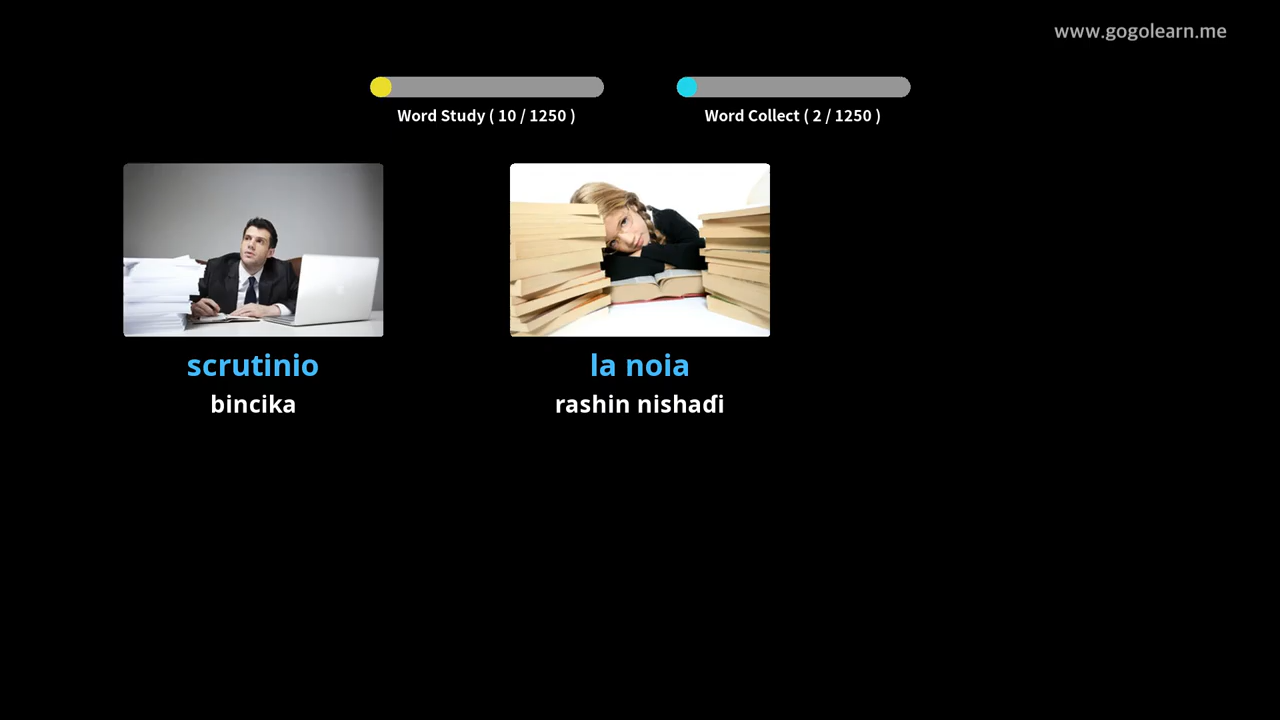 www.gogolearn.me
Word Study ( 10 / 1250 )
Word Collect ( 2 / 1250 )
scrutinio
bincika
la noia
rashin nishaɗi